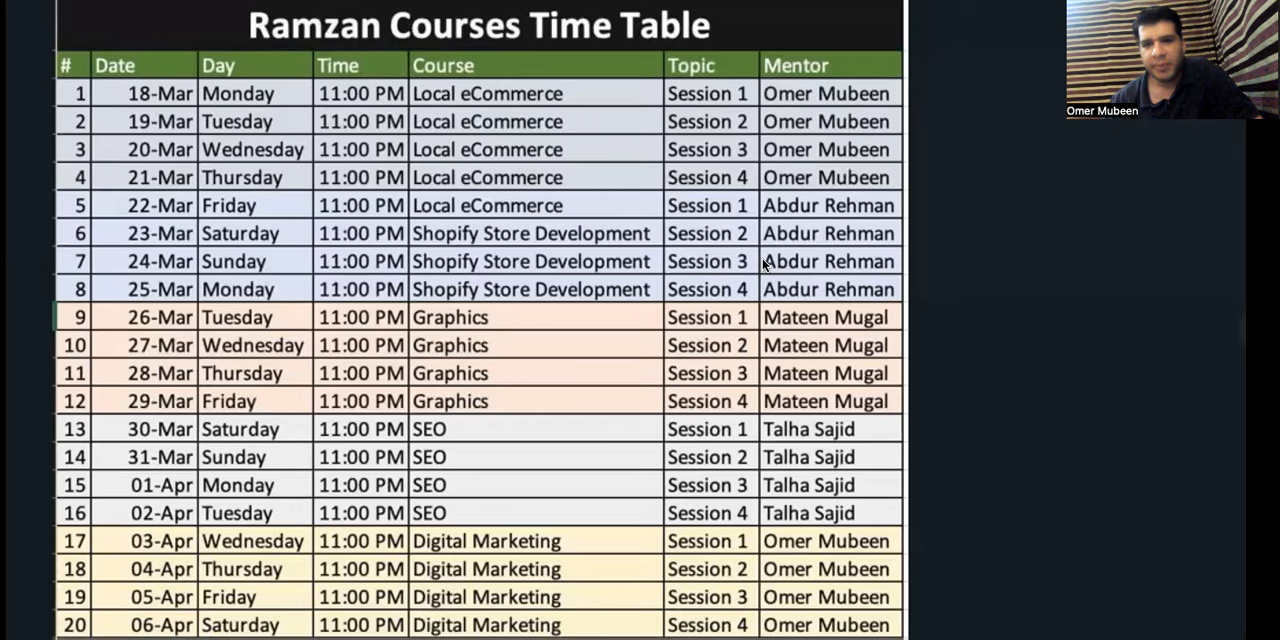 Ramzan Courses Time Table
# Date Day Time Course Topic Mentor
1 18-Mar Monday 11:00 PM Local eCommerce Session 1 Omer Mubeen
2 19-Mar Tuesday 11:00 PM Local eCommerce Session 2 Omer Mubeen
3 20-Mar Wednesday 11:00 PM Local eCommerce Session 3 Omer Mubeen
4 21-Mar Thursday 11:00 PM Local eCommerce Session 4 Omer Mubeen
5 22-Mar Friday 11:00 PM Local eCommerce Session 1 Abdur Rehman
6 23-Mar Saturday 11:00 PM Shopify Store Development Session 2 Abdur Rehman
7 24-Mar Sunday 11:00 PM Shopify Store Development Session 3 Abdur Rehman
8 25-Mar Monday 11:00 PM Shopify Store Development Session 4 Abdur Rehman
9 26-Mar Tuesday 11:00 PM Graphics Session 1 Mateen Mugal
10 27-Mar Wednesday 11:00 PM Graphics Session 2 Mateen Mugal
11 28-Mar Thursday 11:00 PM Graphics Session 3 Mateen Mugal
12 29-Mar Friday 11:00 PM Graphics Session 4 Mateen Mugal
13 30-Mar Saturday 11:00 PM SEO Session 1 Talha Sajid
14 31-Mar Sunday 11:00 PM SEO Session 2 Talha Sajid
15 01-Apr Monday 11:00 PM SEO Session 3 Talha Sajid
16 02-Apr Tuesday 11:00 PM SEO Session 4 Talha Sajid
17 03-Apr Wednesday 11:00 PM Digital Marketing Session 1 Omer Mubeen
18 04-Apr Thursday 11:00 PM Digital Marketing Session 2 Omer Mubeen
19 05-Apr Friday 11:00 PM Digital Marketing Session 3 Omer Mubeen
20 06-Apr Saturday 11:00 PM Digital Marketing Session 4 Omer Mubeen
Omer Mubeen